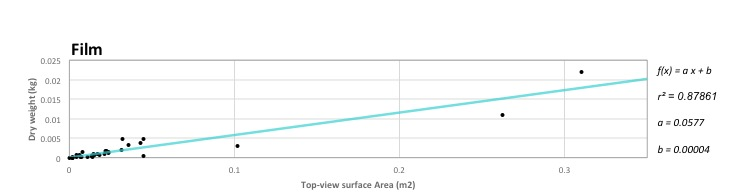 Film
0.025
0.02
0.015
0.01
0.005
0
Dry weight (kg)
0 0.1 0.2 0.3
Top-view surface Area (m2)
f(x) = a x + b
r² = 0.87861
a = 0.0577
b = 0.00004